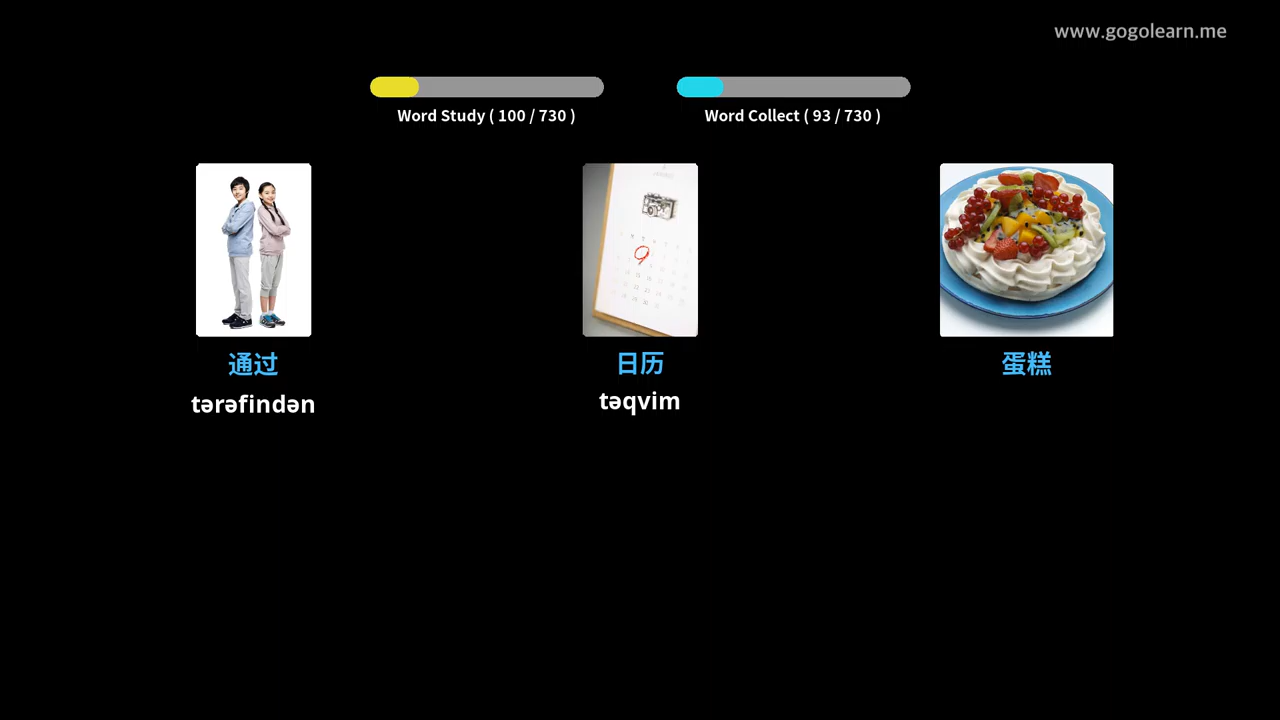 www.gogolearn.me
Word Study ( 100 / 730 )
Word Collect ( 93 / 730 )
通过
日历
蛋糕
tərəfindən
təqvim
9